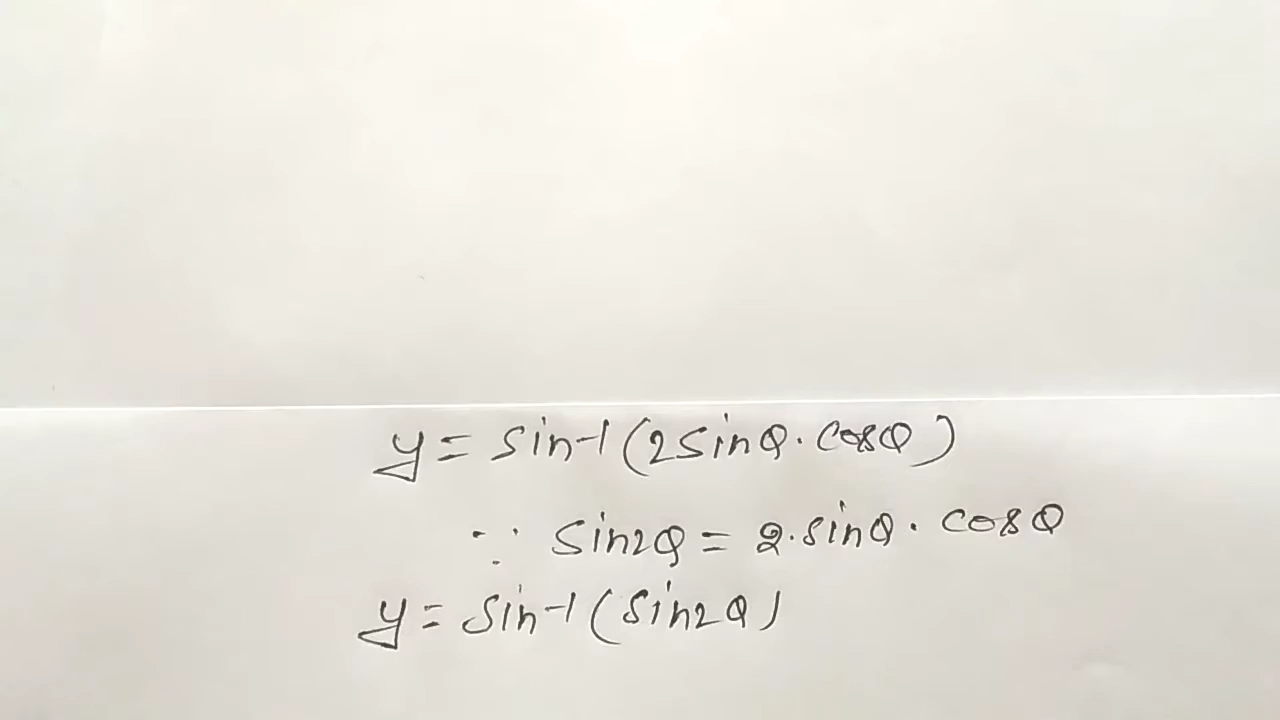 y = sin-1 (2sinθ. cosθ)
∵ sin2θ = 2.sinθ. cosθ
y = sin-1 (sin2θ)